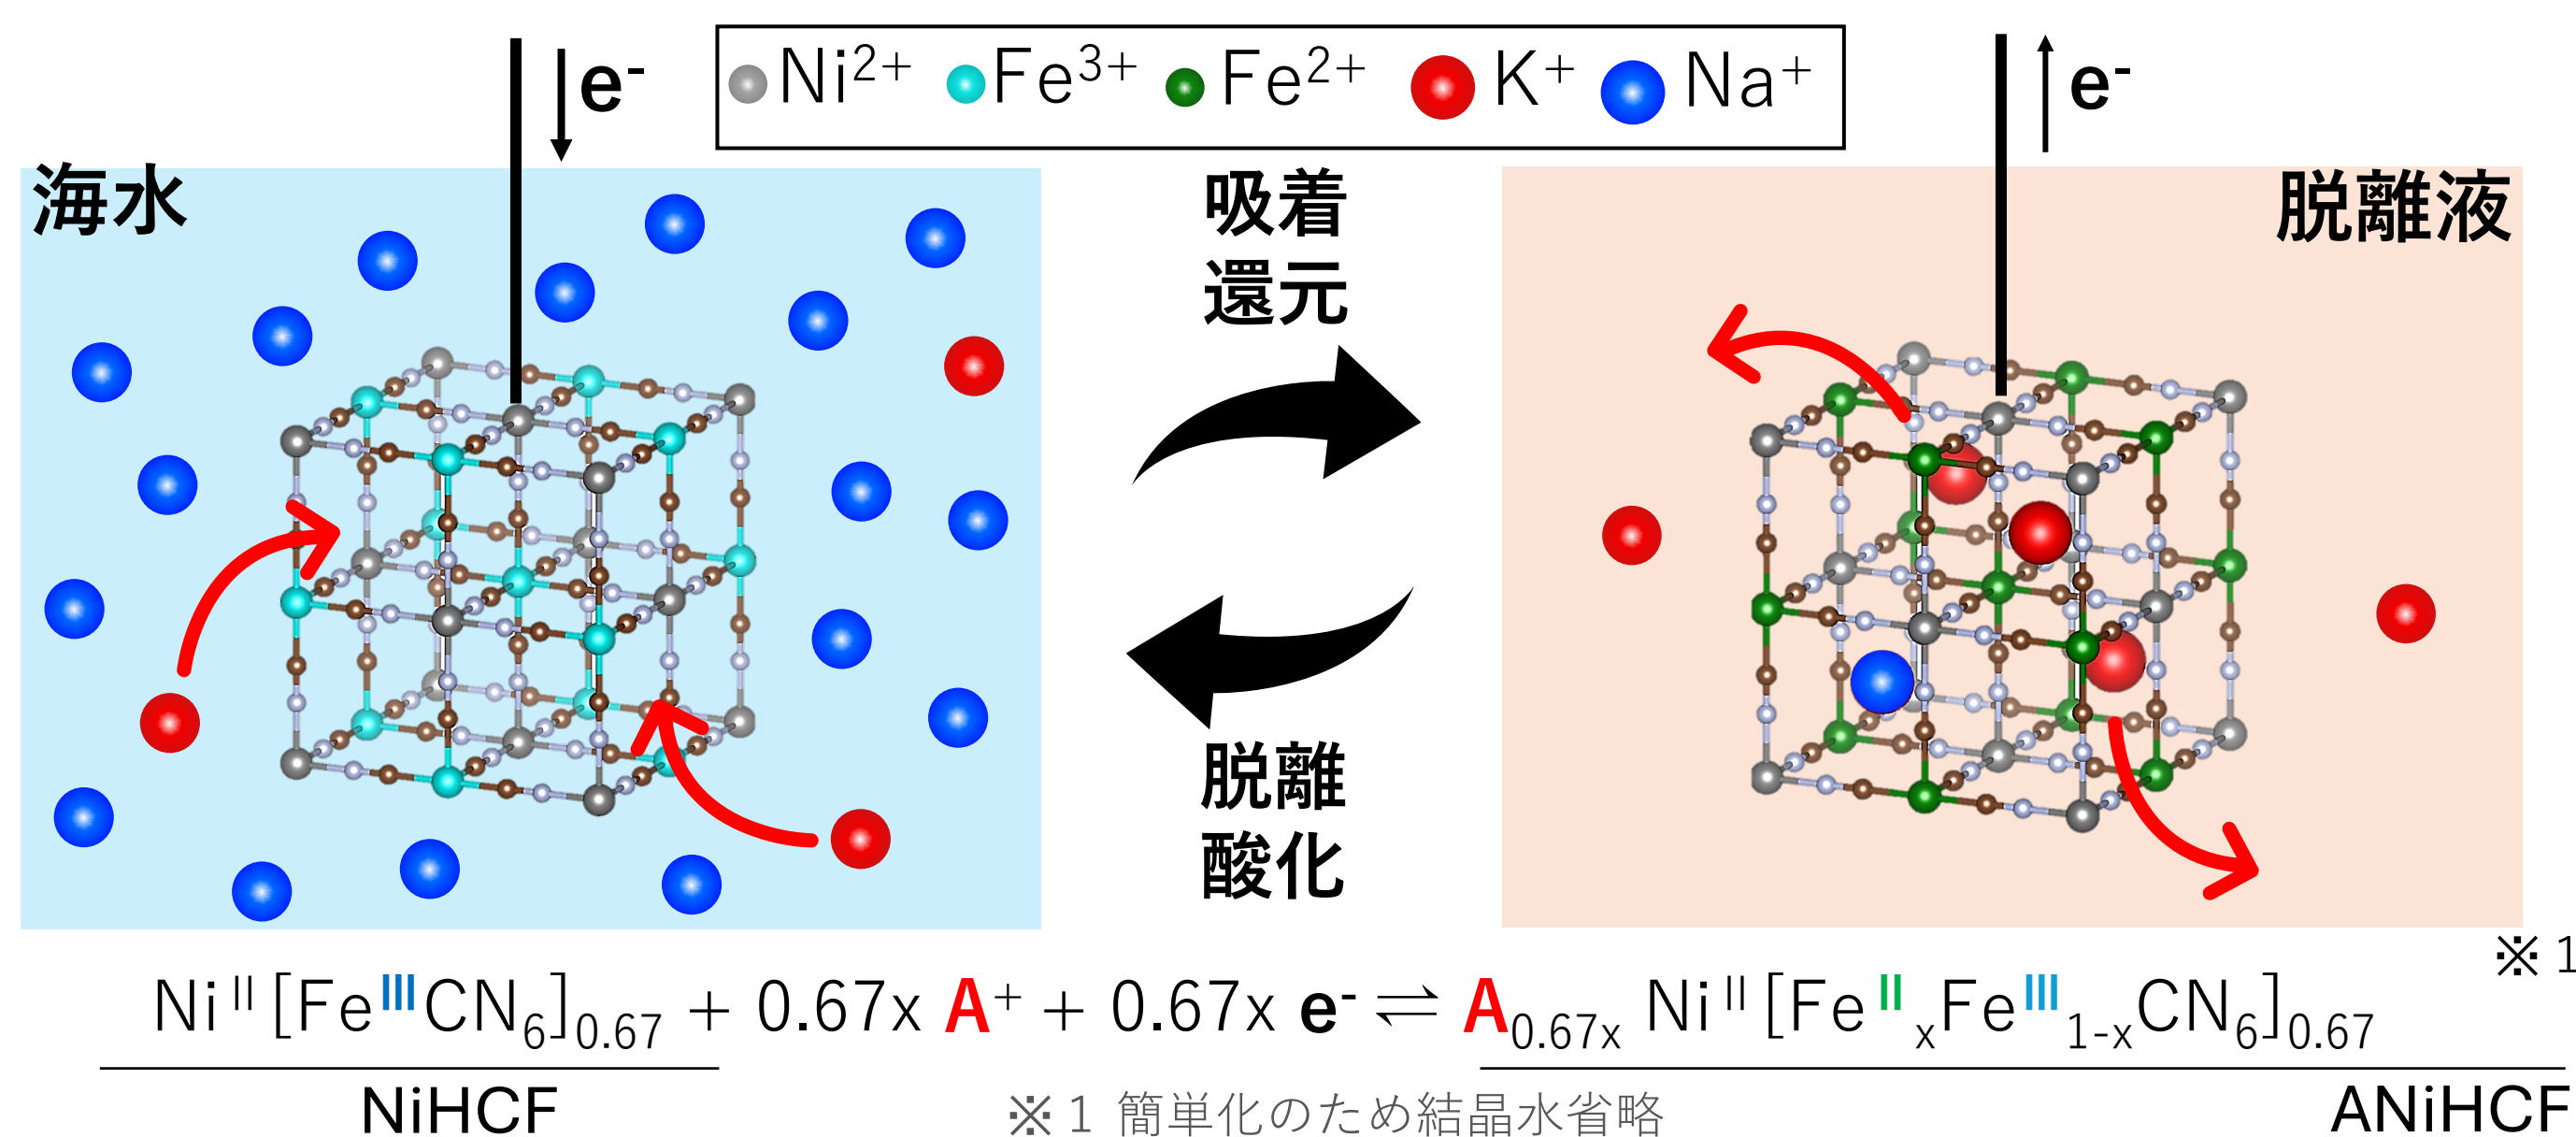 e-
Ni2+ Fe3+ Fe2+ K+ Na+
e-
海水
吸着
還元
脱離液
脱離
酸化
※1
NiII[FeIIICN6]0.67 + 0.67x A+ + 0.67x e- ⇌ A0.67x NiII[FeIIxFeIII1-xCN6]0.67
NiHCF
※1 簡単化のため結晶水省略
ANiHCF